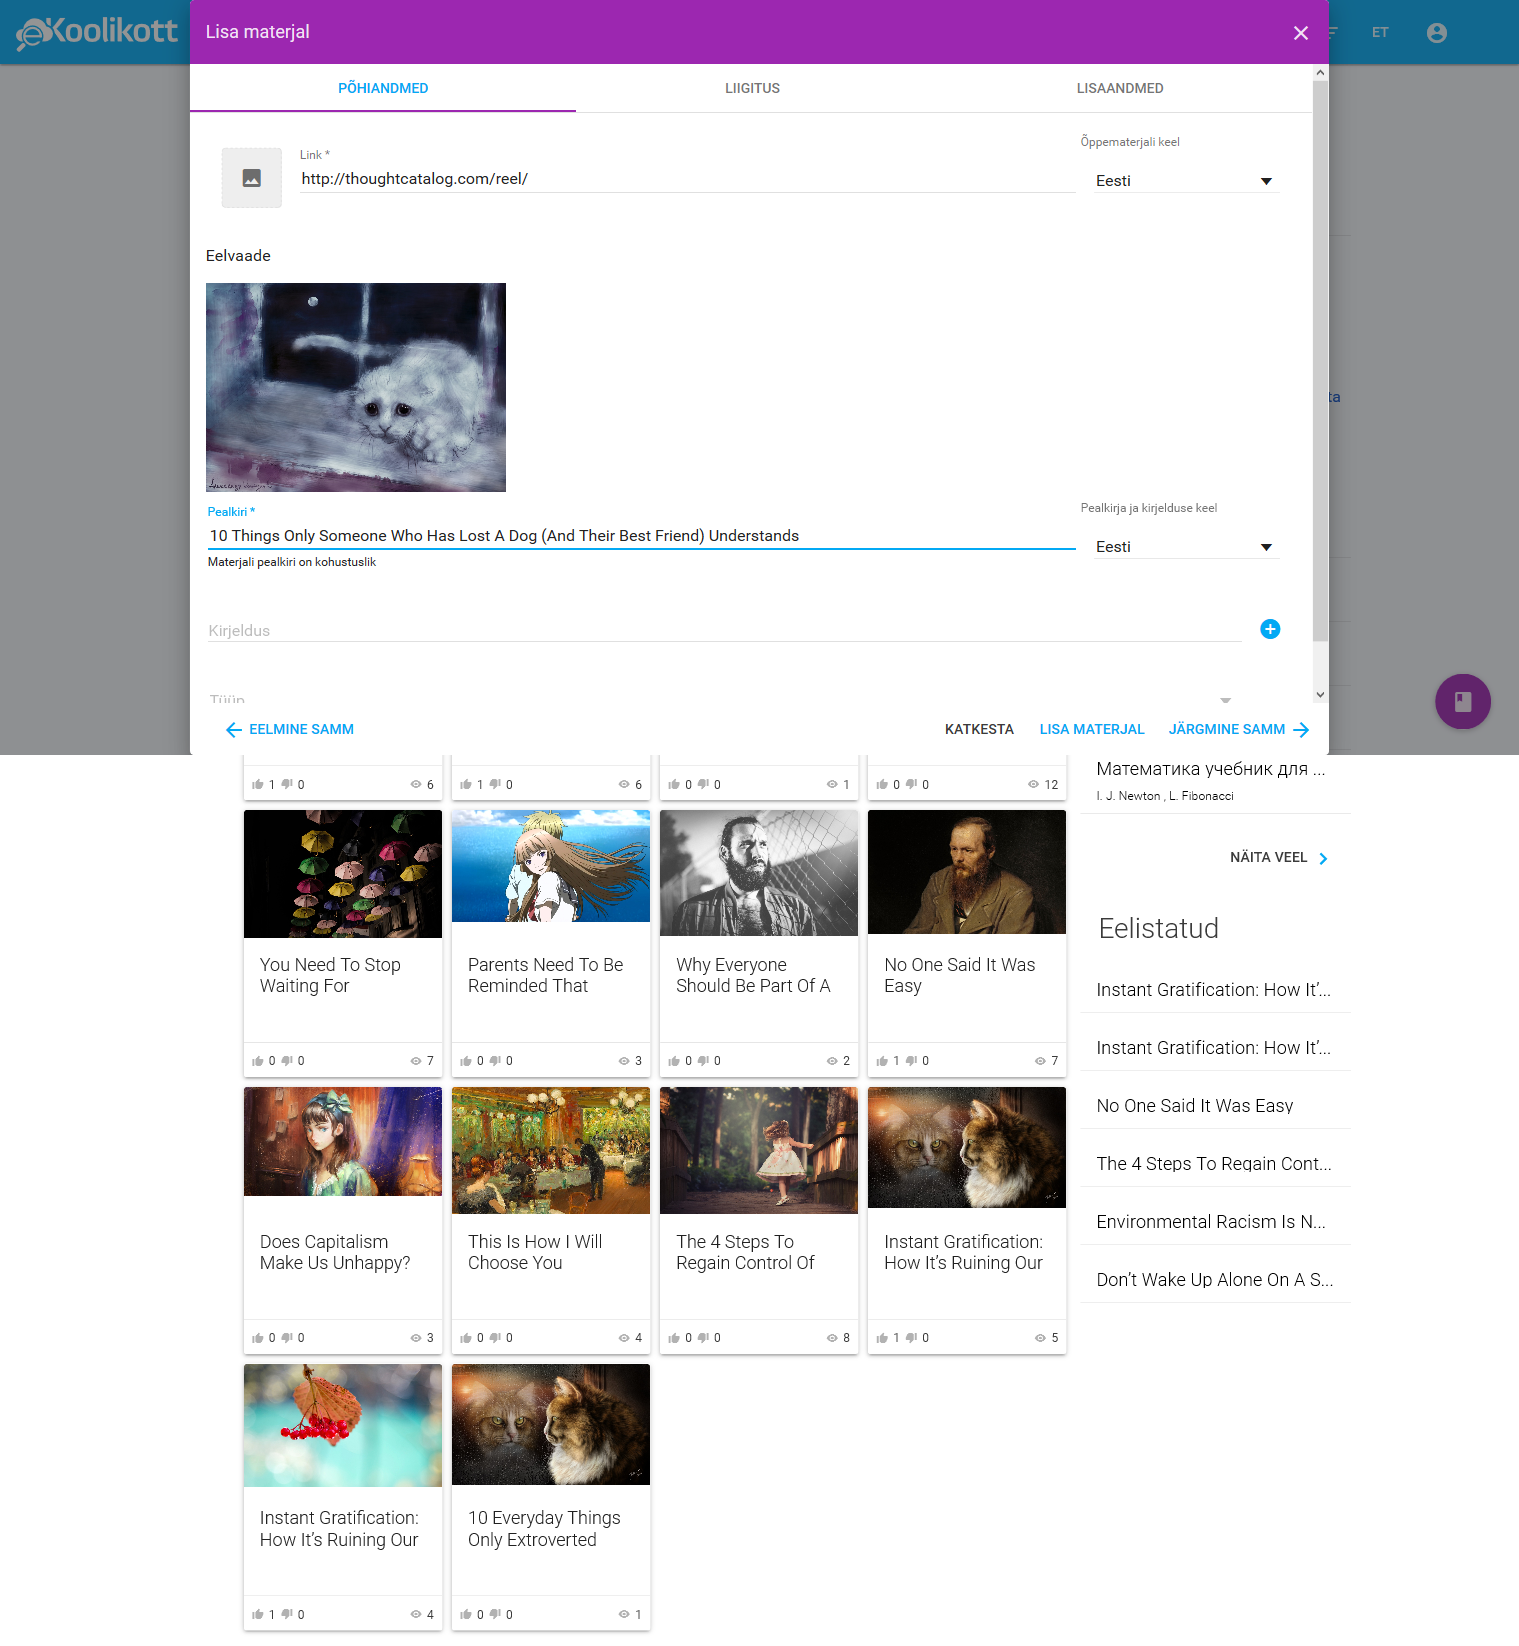 eKoolikott
Lisa materjal
ET
PÕHIANDMED
LIIGITUS
LISAANDMED
Link *
http://thoughtcatalog.com/reel/
Õppematerjali keel
Eesti
Eelvaade
ta
Pealkiri *
10 Things Only Someone Who Has Lost A Dog (And Their Best Friend) Understands
Materjali pealkiri on kohustuslik
Pealkirja ja kirjelduse keel
Eesti
Kirjeldus
Tüüp
EELMINE SAMM
KATKESTA
LISA MATERJAL
JÄRGMINE SAMM
1 0 6
1 0 6
0 0 1
0 0 12
You Need To Stop
Waiting For
0 0 7
Parents Need To Be
Reminded That
0 0 3
Why Everyone
Should Be Part Of A
0 0 2
No One Said It Was
Easy
1 0 7
Does Capitalism
Make Us Unhappy?
0 0 3
This Is How I Will
Choose You
0 0 4
The 4 Steps To
Regain Control Of
0 0 8
Instant Gratification:
How It’s Ruining Our
1 0 5
Instant Gratification:
How It’s Ruining Our
1 0 4
10 Everyday Things
Only Extroverted
0 0 1
Математика учебник для ...
I. J. Newton , L. Fibonacci
NÄITA VEEL
Eelistatud
Instant Gratification: How It’...
Instant Gratification: How It’...
No One Said It Was Easy
The 4 Steps To Regain Cont...
Environmental Racism Is N...
Don’t Wake Up Alone On A S...